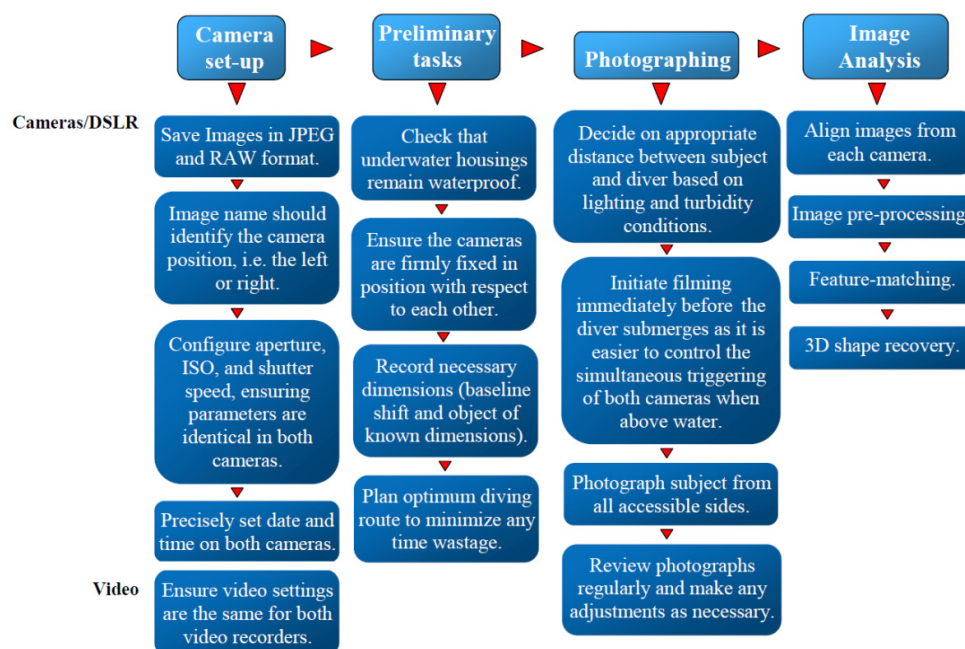 Camera
set-up
Preliminary
tasks
Photographing
Image
Analysis
Cameras/DSLR
Save Images in JPEG
and RAW format.
Image name should
identify the camera
position, i.e. the left
or right.
Configure aperture,
ISO, and shutter
speed, ensuring
parameters are
identical in both
cameras.
Precisely set date and
time on both cameras.
Video
Ensure video settings
are the same for both
video recorders.
Check that
underwater housings
remain waterproof.
Ensure the cameras
are firmly fixed in
position with respect
to each other.
Record necessary
dimensions (baseline
shift and object of
known dimensions).
Plan optimum diving
route to minimize any
time wastage.
Decide on appropriate
distance between subject
and diver based on
lighting and turbidity
conditions.
Initiate filming
immediately before the
diver submerges as it is
easier to control the
simultaneous triggering
of both cameras when
above water.
Photograph subject from
all accessible sides.
Review photographs
regularly and make any
adjustments as necessary.
Align images from
each camera.
Image pre-processing.
Feature-matching.
3D shape recovery.